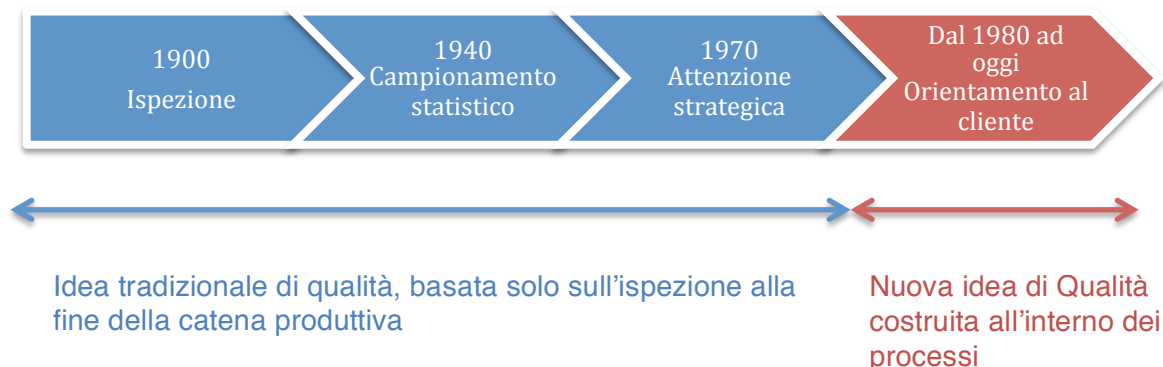 1900
Ispezione
1940
Campionamento
statistico
1970
Attenzione
strategica
Dal 1980 ad
oggi
Orientamento al
cliente
Idea tradizionale di qualità, basata solo sull’ispezione alla
fine della catena produttiva
Nuova idea di Qualità
costruita all’interno dei
processi